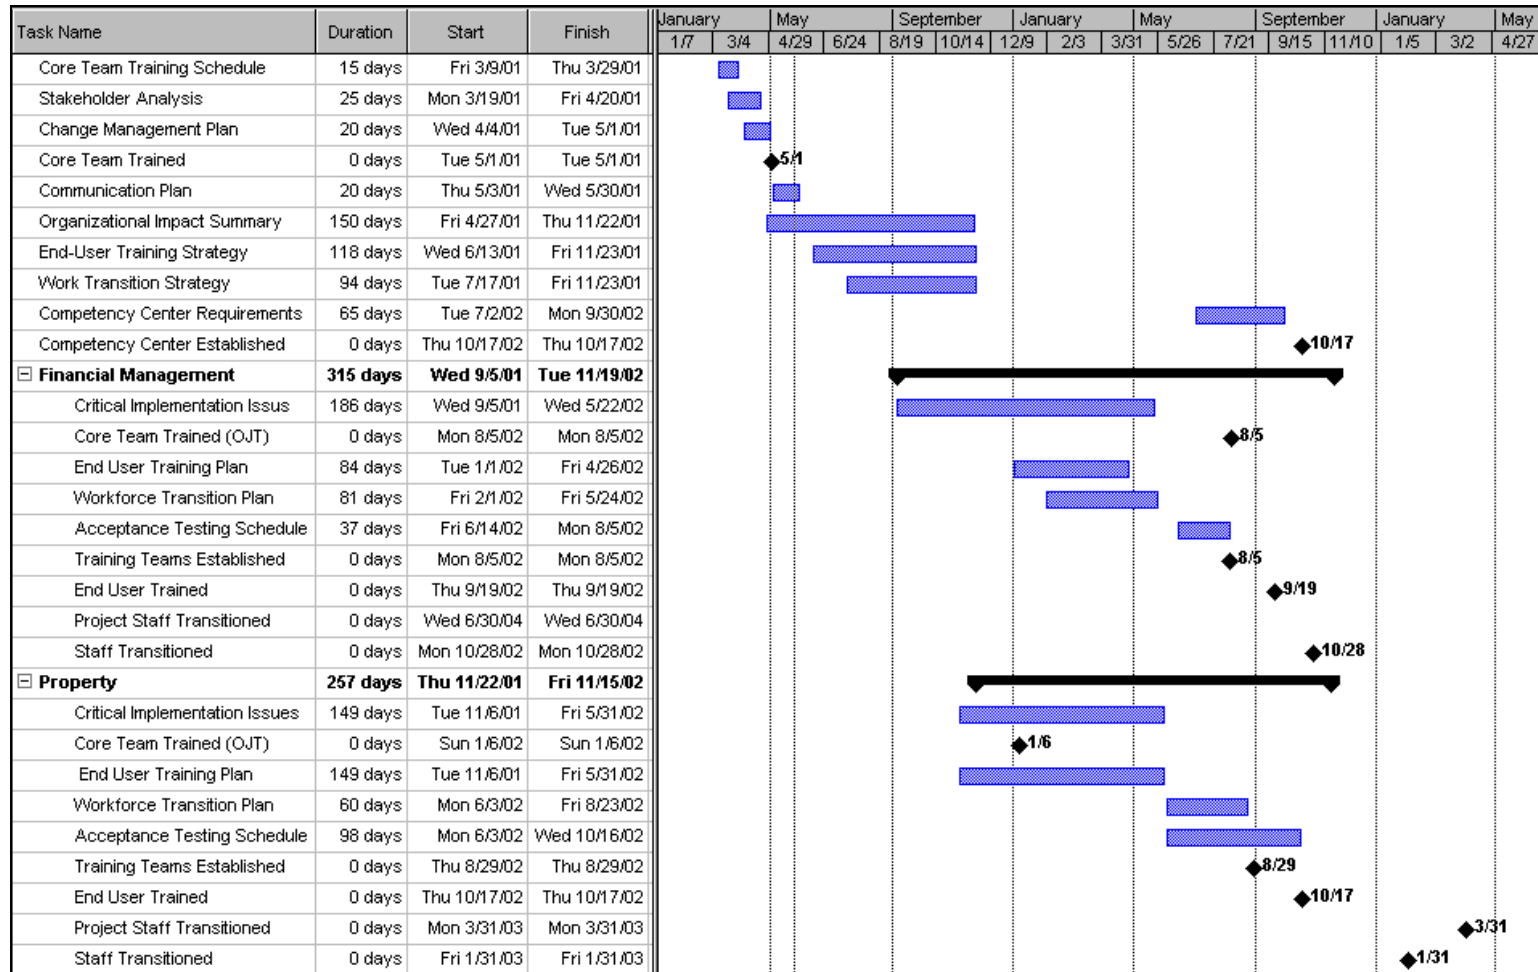 Task Name Duration Start Finish January May September January May September January May
1/7 3/4 4/29 6/24 8/19 10/14 12/9 2/3 3/31 5/26 7/21 9/15 11/10 1/5 3/2 4/27
Core Team Training Schedule 15 days Fri 3/9/01 Thu 3/29/01
Stakeholder Analysis 25 days Mon 3/19/01 Fri 4/20/01
Change Management Plan 20 days Wed 4/4/01 Tue 5/1/01
Core Team Trained 0 days Tue 5/1/01 Tue 5/1/01 5/1
Communication Plan 20 days Thu 5/3/01 Wed 5/30/01
Organizational Impact Summary 150 days Fri 4/27/01 Thu 11/22/01
End-User Training Strategy 118 days Wed 6/13/01 Fri 11/23/01
Work Transition Strategy 94 days Tue 7/17/01 Fri 11/23/01
Competency Center Requirements 65 days Tue 7/2/02 Mon 9/30/02
Competency Center Established 0 days Thu 10/17/02 Thu 10/17/02 10/17
Financial Management 315 days Wed 9/5/01 Tue 11/19/02
Critical Implementation Issus 186 days Wed 9/5/01 Wed 5/22/02
Core Team Trained (OJT) 0 days Mon 8/5/02 Mon 8/5/02 8/5
End User Training Plan 84 days Tue 1/1/02 Fri 4/26/02
Workforce Transition Plan 81 days Fri 2/1/02 Fri 5/24/02
Acceptance Testing Schedule 37 days Fri 6/14/02 Mon 8/5/02
Training Teams Established 0 days Mon 8/5/02 Mon 8/5/02 8/5
End User Trained 0 days Thu 9/19/02 Thu 9/19/02 9/19
Project Staff Transitioned 0 days Wed 6/30/04 Wed 6/30/04
Staff Transitioned 0 days Mon 10/28/02 Mon 10/28/02 10/28
Property 257 days Thu 11/22/01 Fri 11/15/02
Critical Implementation Issues 149 days Tue 11/6/01 Fri 5/31/02
Core Team Trained (OJT) 0 days Sun 1/6/02 Sun 1/6/02 1/6
End User Training Plan 149 days Tue 11/6/01 Fri 5/31/02
Workforce Transition Plan 60 days Mon 6/3/02 Fri 8/23/02
Acceptance Testing Schedule 98 days Mon 6/3/02 Wed 10/16/02
Training Teams Established 0 days Thu 8/29/02 Thu 8/29/02 8/29
End User Trained 0 days Thu 10/17/02 Thu 10/17/02 10/17
Project Staff Transitioned 0 days Mon 3/31/03 Mon 3/31/03 3/31
Staff Transitioned 0 days Fri 1/31/03 Fri 1/31/03 1/31